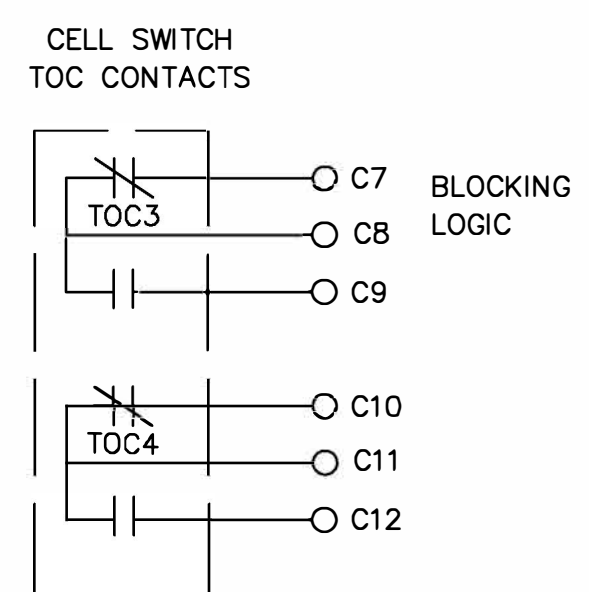 CELL SWITCH
TOC CONTACTS
C7
BLOCKING
LOGIC
TOC3
C8
C9
C10
TOC4
C11
C12